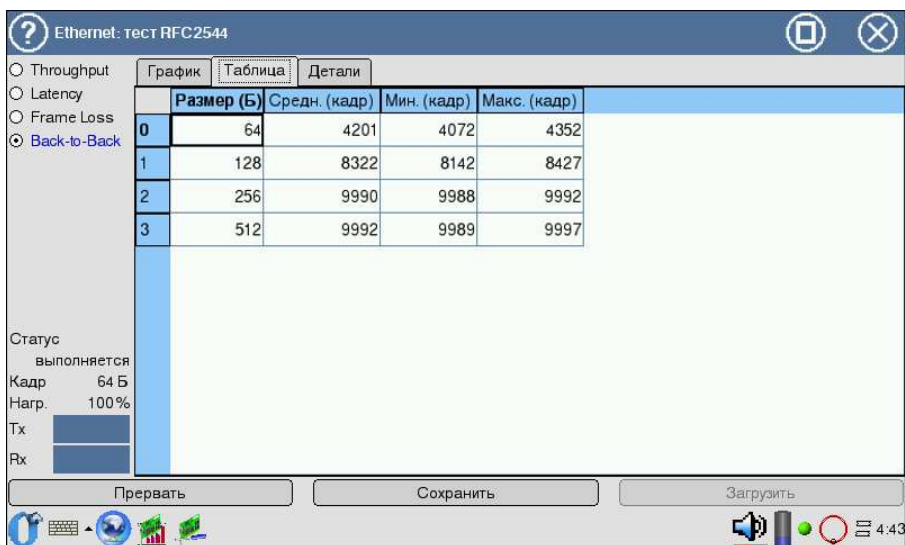 Ethernet: тест RFC2544
Throughput
Latency
Frame Loss
Back-to-Back
График Таблица Детали
Размер (Б) Средн. (кадр) Мин. (кадр) Макс. (кадр)
0 64 4201 4072 4352
1 128 8322 8142 8427
2 256 9990 9988 9992
3 512 9992 9989 9997
Статус
выполняется
Кадр 64 Б
Нагр. 100%
Tx
Rx
Прервать Сохранить Загрузить
4:43